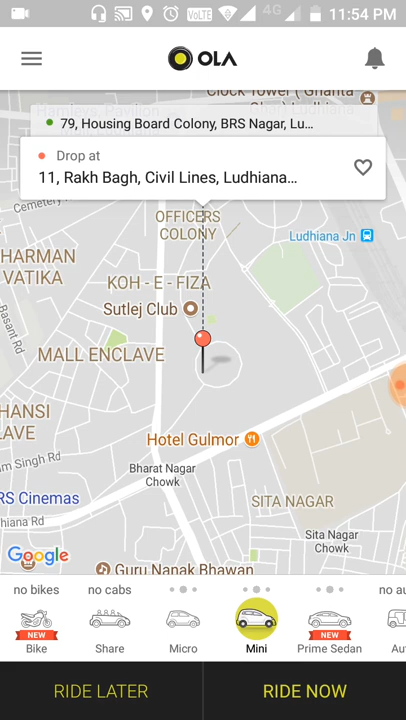 VoLTE
4G
11:54 PM
OLA
Clock Tower ( Ghanta
Ludhiana
79, Housing Board Colony, BRS Nagar, Lu...
Drop at
11, Rakh Bagh, Civil Lines, Ludhiana...
Cemetery
OFFICERS
COLONY
Ludhiana Jn
HARMAN
VATIKA
KOH - E - FIZA
Sutlej Club
Basant Rd
MALL ENCLAVE
HANSI
AVE
Hotel Gulmor
m Singh Rd
Bharat Nagar
Chowk
RS Cinemas
SITA NAGAR
hiana Rd
Sita Nagar
Chowk
Google
Guru Nanak Bhawan
no bikes
no cabs
no au
NEW
NEW
Bike
Share
Micro
Mini
Prime Sedan
Aut
RIDE LATER
RIDE NOW